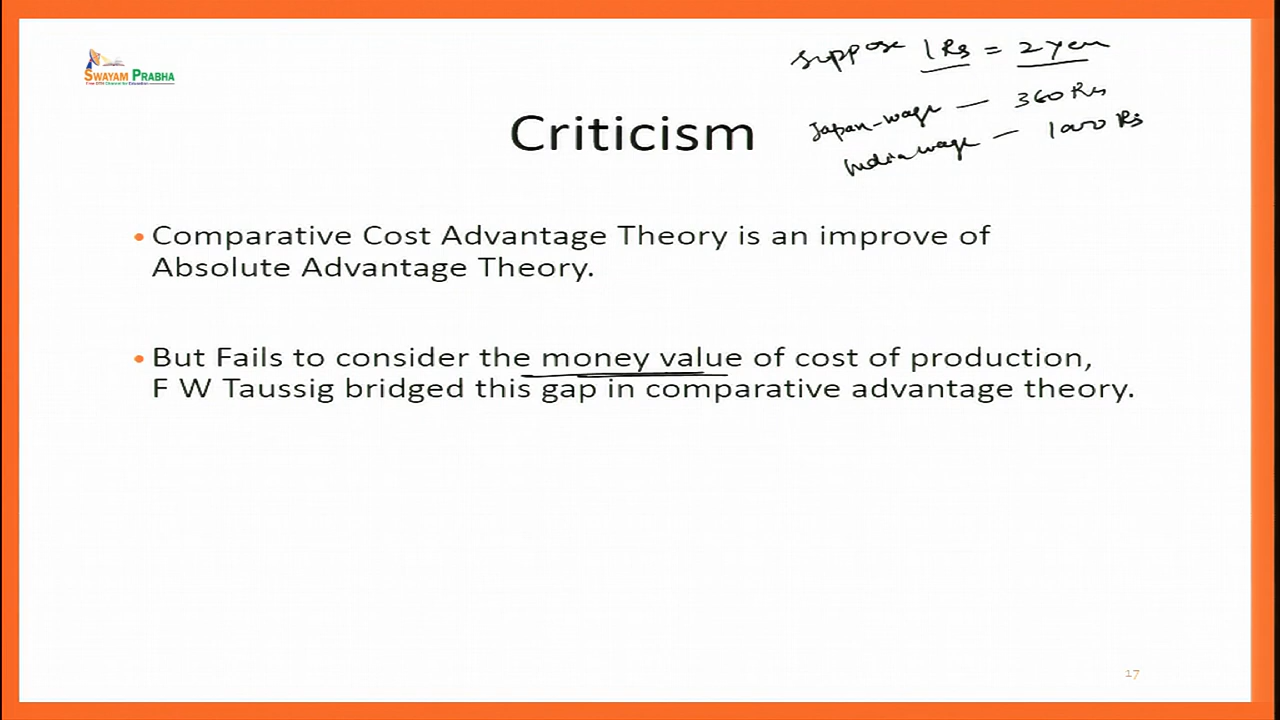 Suppose 1 Rs = 2 yen
Japan-wage — 360 Rs
India wage — 1000 Rs
SWAYAM PRABHA
Criticism
• Comparative Cost Advantage Theory is an improve of
Absolute Advantage Theory.
• But Fails to consider the money value of cost of production,
F W Taussig bridged this gap in comparative advantage theory.
17